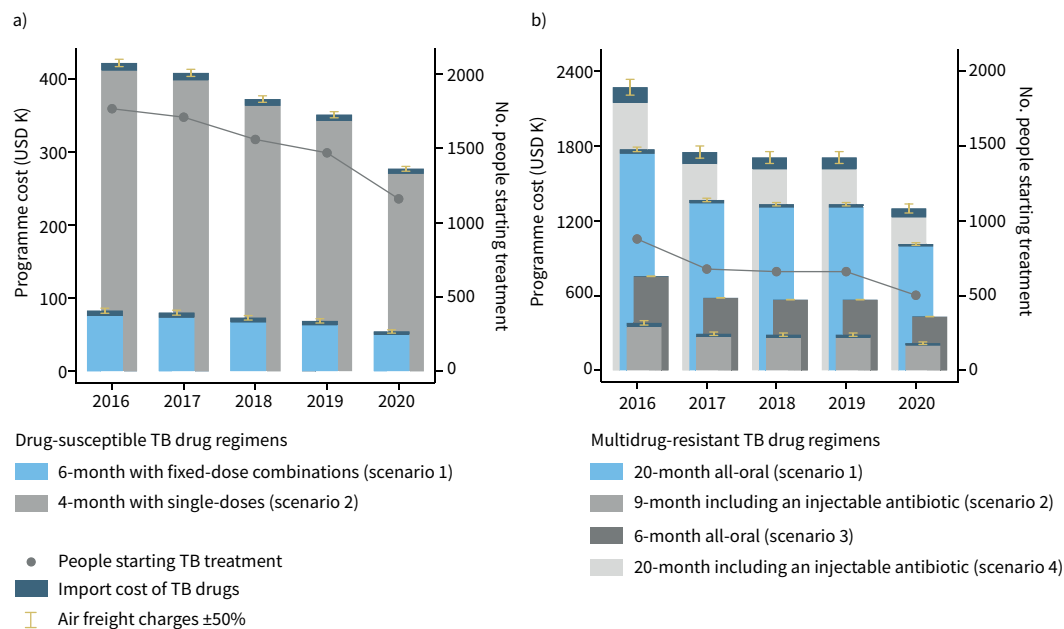 a)
Programme cost (USD K)
400
300
200
100
0
2000
1500
1000
500
0
No. people starting treatment
2016 2017 2018 2019 2020
Drug-susceptible TB drug regimens
6-month with fixed-dose combinations (scenario 1)
4-month with single-doses (scenario 2)
People starting TB treatment
Import cost of TB drugs
Air freight charges ±50%
b)
Programme cost (USD K)
2400
1800
1200
600
0
2000
1500
1000
500
0
No. people starting treatment
2016 2017 2018 2019 2020
Multidrug-resistant TB drug regimens
20-month all-oral (scenario 1)
9-month including an injectable antibiotic (scenario 2)
6-month all-oral (scenario 3)
20-month including an injectable antibiotic (scenario 4)